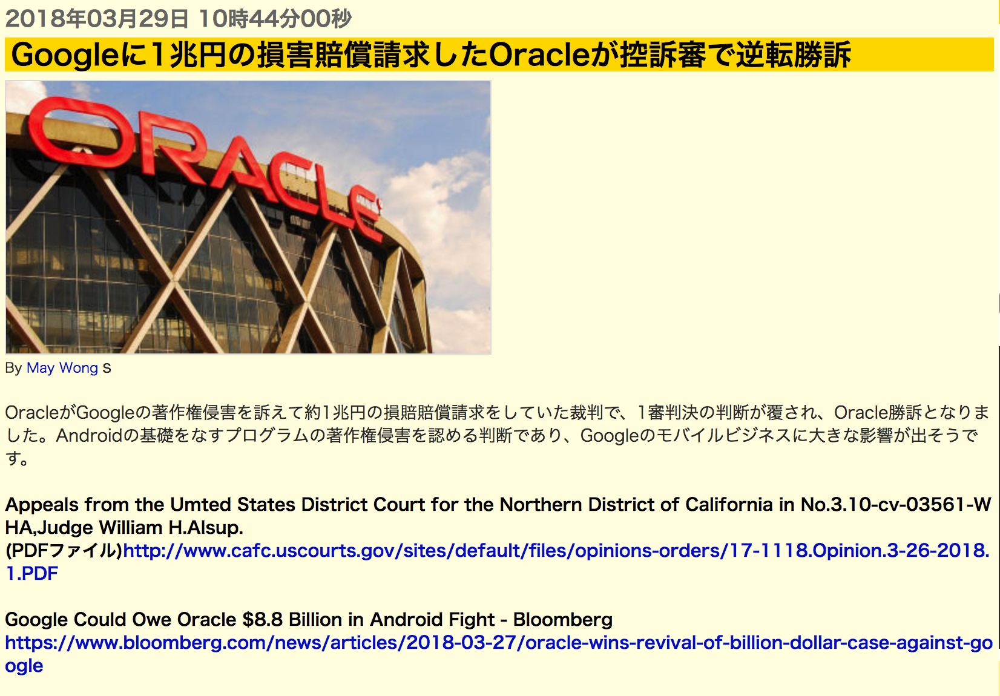 2018年03月29日 10時44分00秒
Googleに1兆円の損害賠償請求したOracleが控訴審で逆転勝訴
ORACLE
By May Wong S
OracleがGoogleの著作権侵害を訴えて約1兆円の損賠賠償請求をしていた裁判で、1審判決の判断が覆され、Oracle勝訴となりま
した。Androidの基礎をなすプログラムの著作権侵害を認める判断であり、Googleのモバイルビジネスに大きな影響が出そうで
す。
Appeals from the Umted States District Court for the Northern District of California in No.3.10-cv-03561-W
HA,Judge William H.Alsup.
(PDFファイル)http://www.cafc.uscourts.gov/sites/default/files/opinions-orders/17-1118.Opinion.3-26-2018.
1.PDF
Google Could Owe Oracle $8.8 Billion in Android Fight - Bloomberg
https://www.bloomberg.com/news/articles/2018-03-27/oracle-wins-revival-of-billion-dollar-case-against-go
ogle